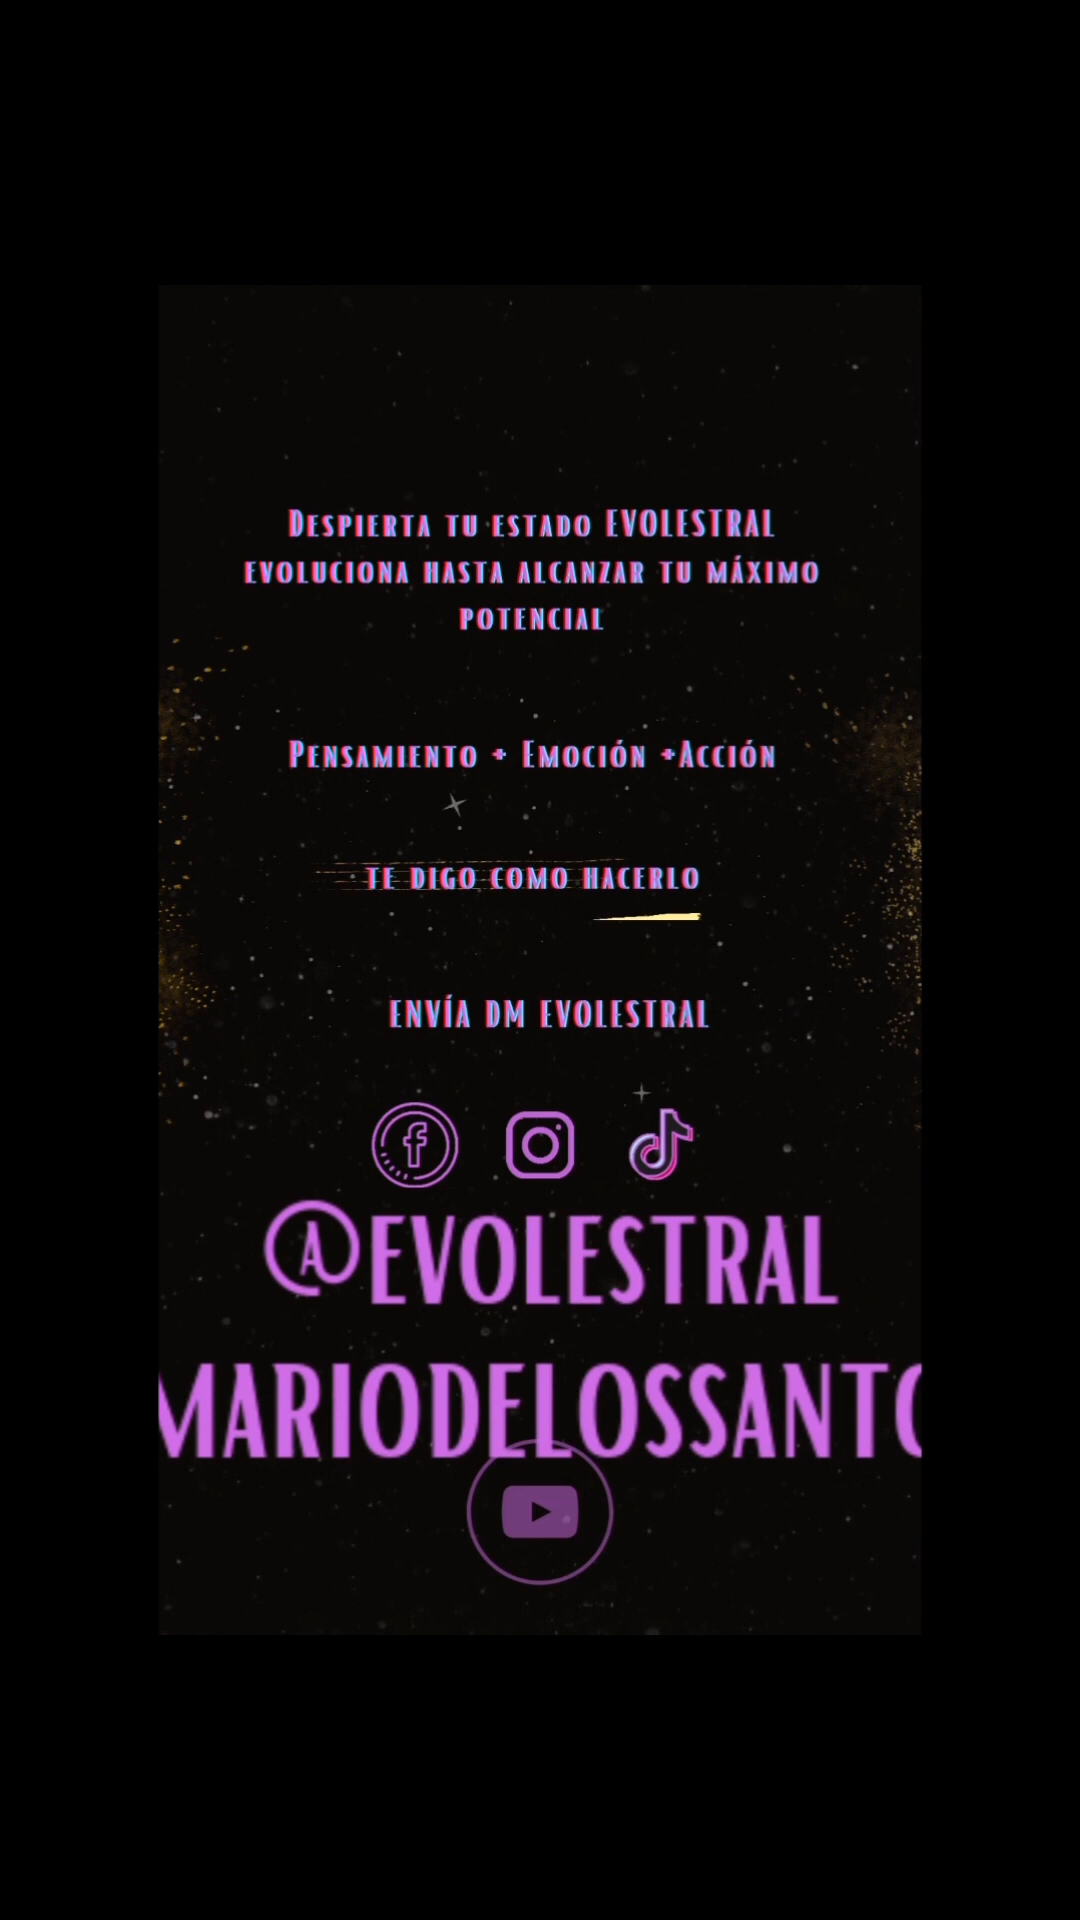 Despierta tu estado EVOLESTRAL
evoluciona hasta alcanzar tu máximo
potencial
Pensamiento + Emoción +Acción
te digo como hacerlo
ENVÍA DM EVOLESTRAL
@EVOLESTRAL
MARIODELOSSANTO